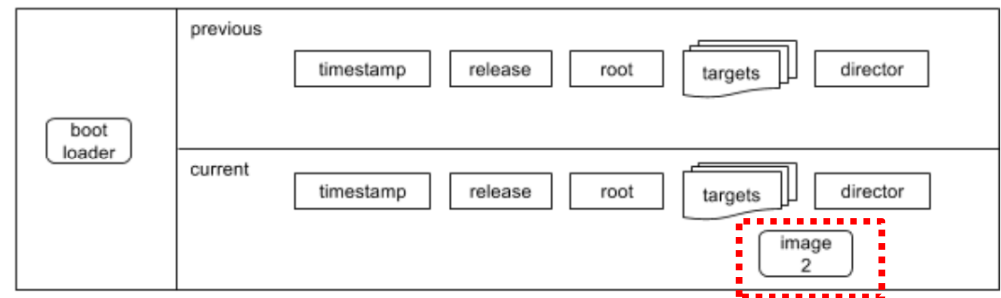 previous
timestamp release root targets director
boot
loader
current
timestamp release root targets director
image
2